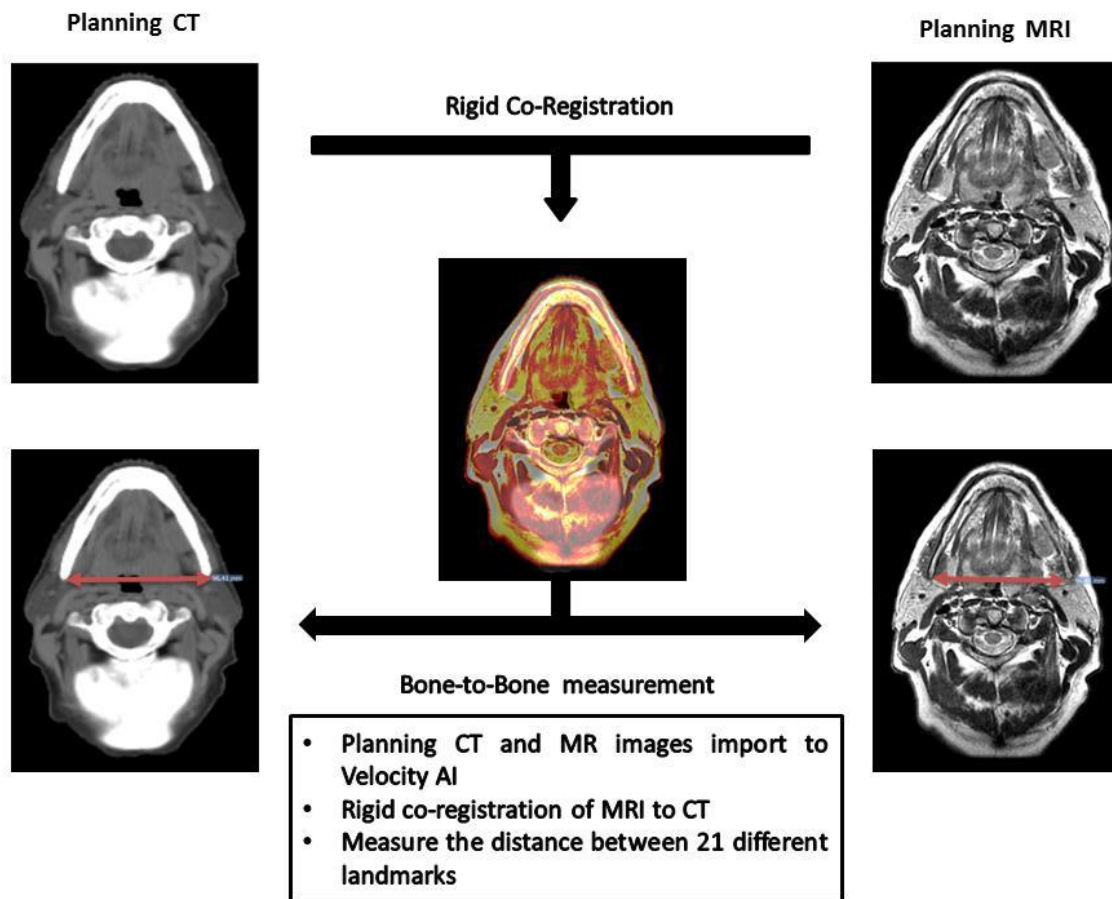 Planning CT
Planning MRI
Rigid Co-Registration
Bone-to-Bone measurement
• Planning CT and MR images import to
Velocity AI
• Rigid co-registration of MRI to CT
• Measure the distance between 21 different
landmarks